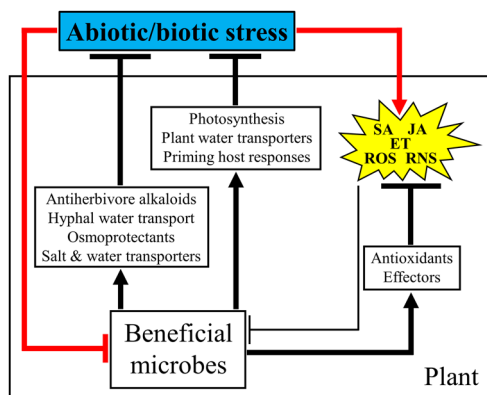 Abiotic/biotic stress
Photosynthesis
Plant water transporters
Priming host responses
SA JA
ET
ROS RNS
Antiherbivore alkaloids
Hyphal water transport
Osmoprotectants
Salt & water transporters
Antioxidants
Effectors
Beneficial
microbes
Plant